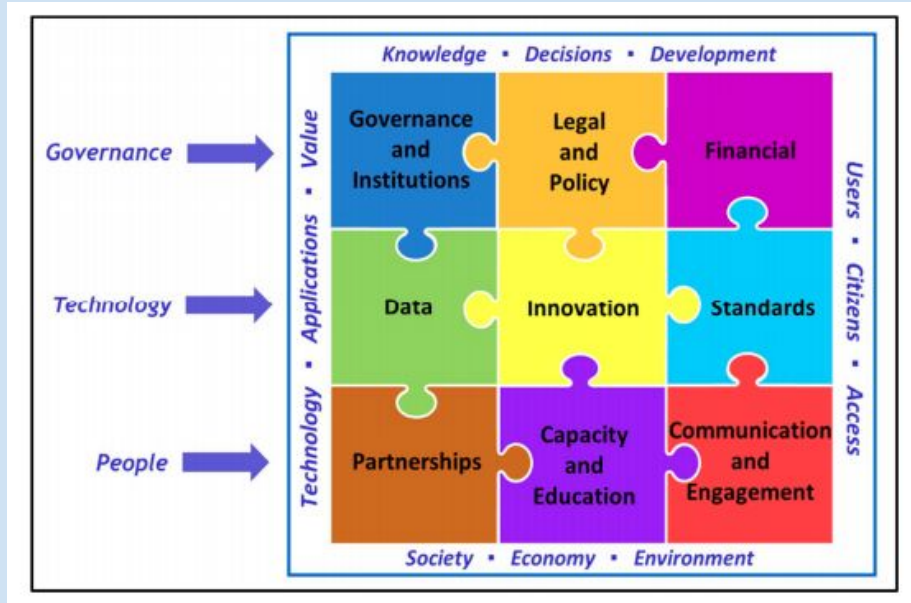 Knowledge ▪ Decisions ▪ Development
Governance
Technology ▪ Applications ▪ Value
Governance
and
Institutions
Legal
and
Policy
Financial
Users ▪ Citizens ▪ Access
Technology
Data
Innovation
Standards
People
Partnerships
Capacity
and
Education
Communication
and
Engagement
Society ▪ Economy ▪ Environment